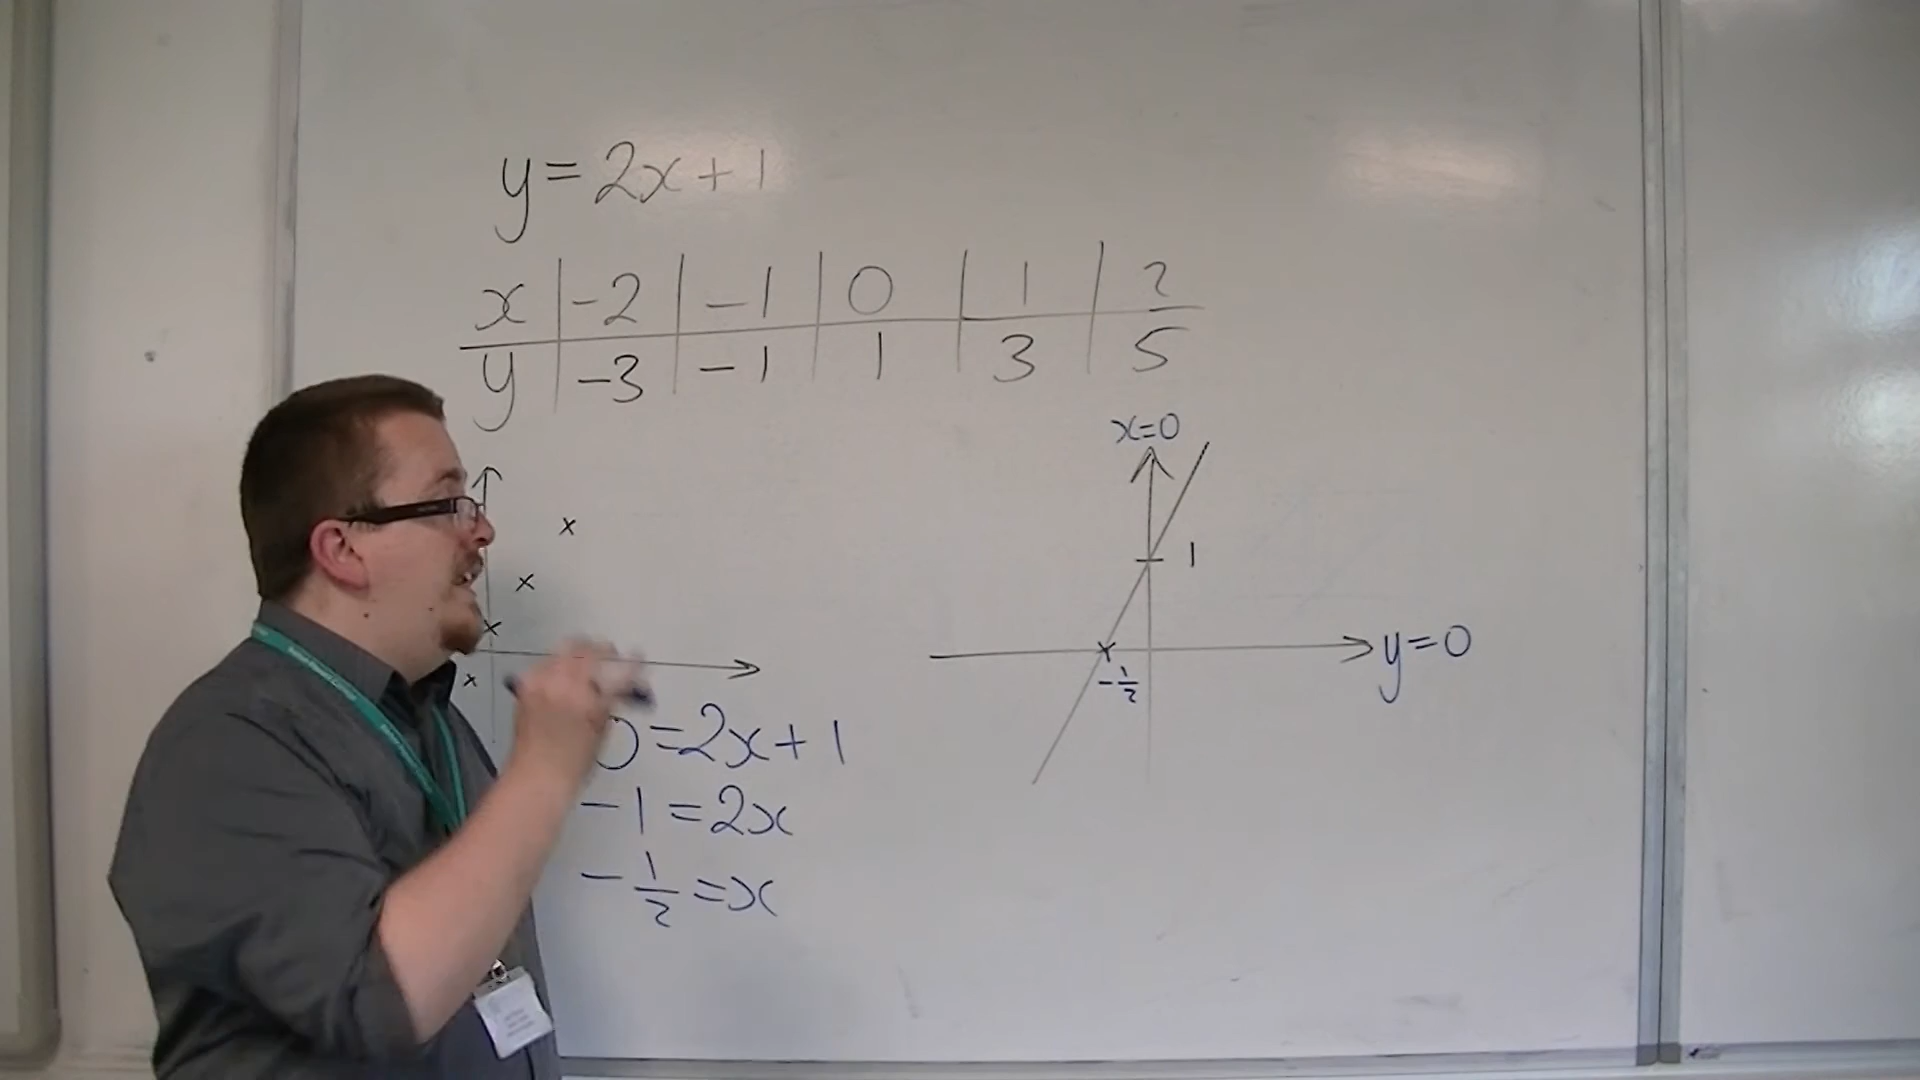 y = 2x + 1
x | -2 | -1 | 0 | 1 | 2
y | -3 | -1 | 1 | 3 | 5
x=0
1
y=0
-1/2
0 = 2x + 1
-1 = 2x
-1/2 = x